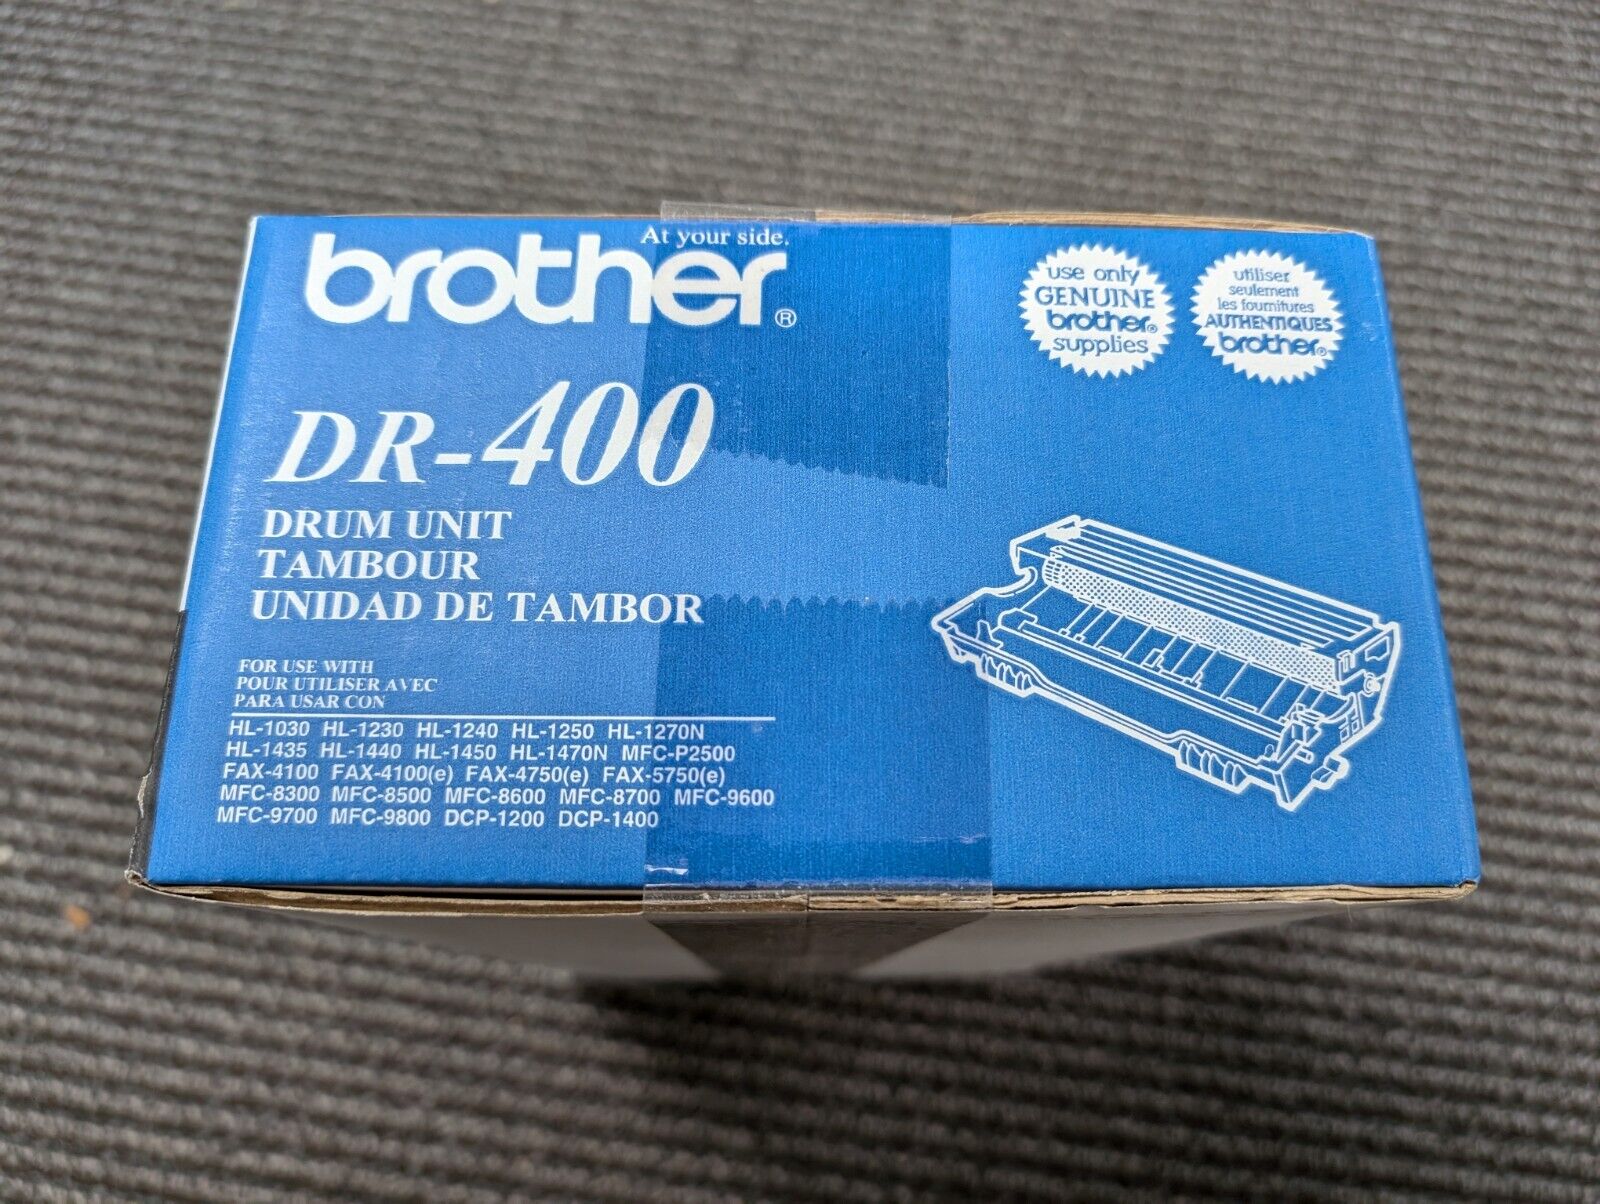 At your side.
brother®
use only
GENUINE
brother®
supplies
utiliser
seulement
les fournitures
AUTHENTIQUES
brother®
DR-400
DRUM UNIT
TAMBOUR
UNIDAD DE TAMBOR
FOR USE WITH
POUR UTILISER AVEC
PARA USAR CON
HL-1030 HL-1230 HL-1240 HL-1250 HL-1270N
HL-1435 HL-1440 HL-1450 HL-1470N MFC-P2500
FAX-4100 FAX-4100(e) FAX-4750(e) FAX-5750(e)
MFC-8300 MFC-8500 MFC-8600 MFC-8700 MFC-9600
MFC-9700 MFC-9800 DCP-1200 DCP-1400